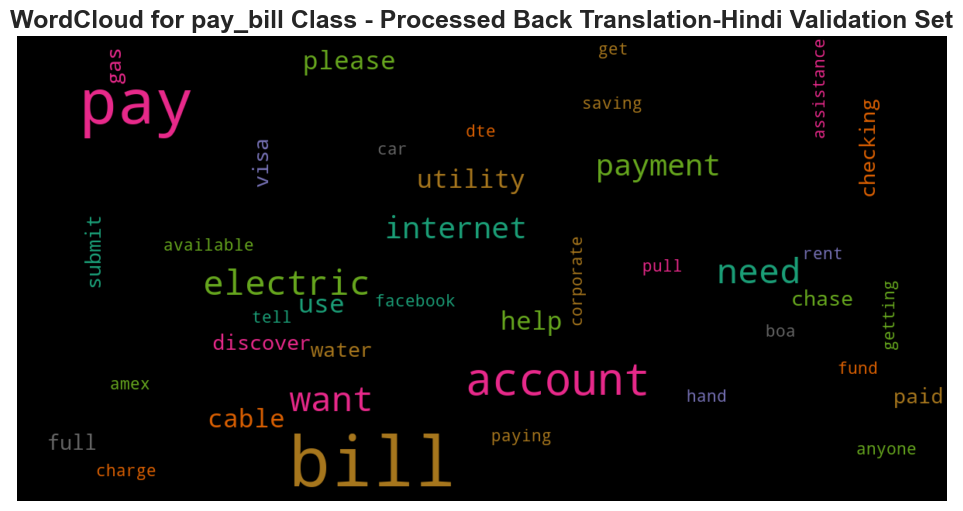 WordCloud for pay_bill Class - Processed Back Translation-Hindi Validation Set
gas
please
get
assistance
pay
saving
checking
dte
car
visa
payment
utility
submit
internet
available
corporate
rent
pull
need
electric
use
facebook
chase
getting
tell
help
boa
discover
water
fund
account
amex
want
hand
paid
cable
full
paying
bill
anyone
charge